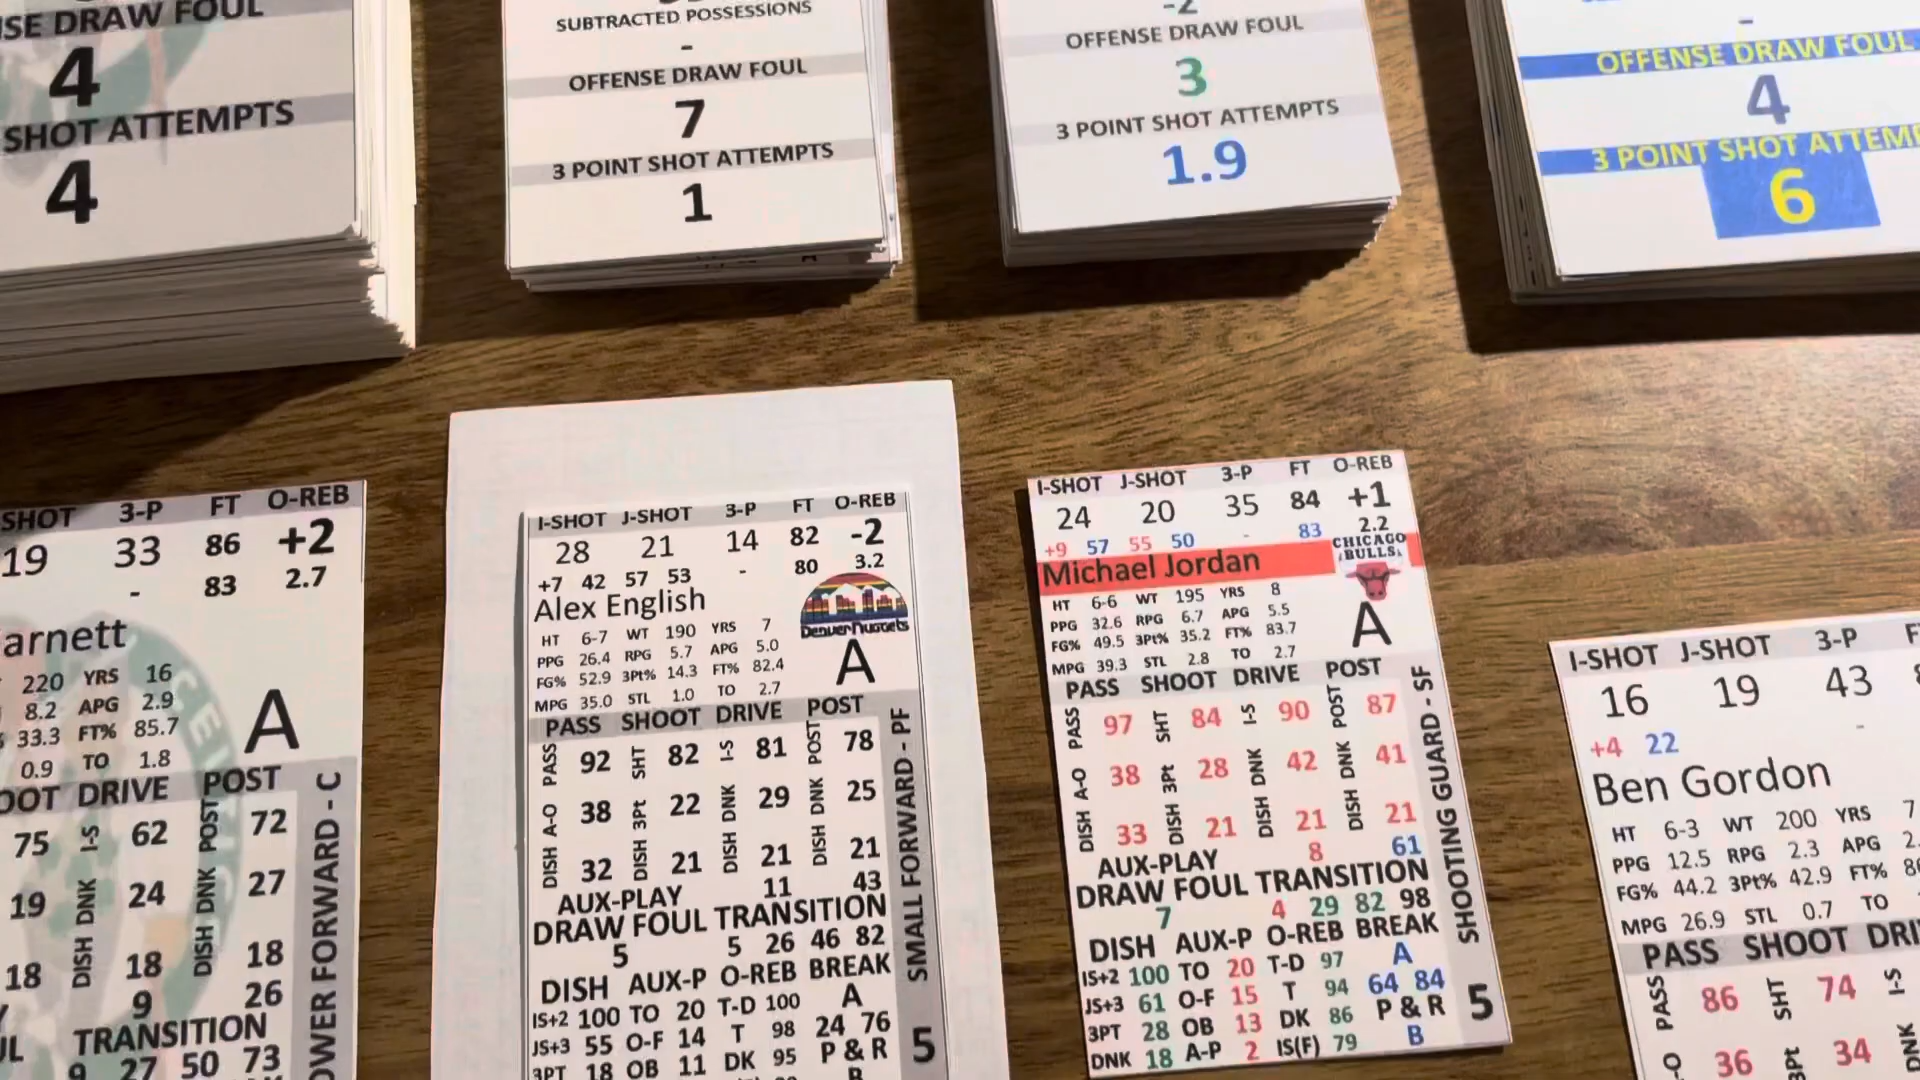 SE DRAW FOUL
4
SHOT ATTEMPTS
4
SUBTRACTED POSSESSIONS
-
OFFENSE DRAW FOUL
7
3 POINT SHOT ATTEMPTS
1
-2
OFFENSE DRAW FOUL
3
3 POINT SHOT ATTEMPTS
1.9
-
OFFENSE DRAW FOUL
4
3 POINT SHOT ATTEM
6
SHOT 3-P FT O-REB
19 33 86 +2
- 83 2.7
arnett
220 YRS 16
8.2 APG 2.9
33.3 FT% 85.7
0.9 TO 1.8
A
OOT DRIVE POST
75 I-S 62 POST 72
19 DNK 24 DNK 27
18 DISH 18 DISH 18
9 26
UL TRANSITION
9 27 50 73
POWER FORWARD - C
I-SHOT J-SHOT 3-P FT O-REB
28 21 14 82 -2
+7 42 57 53 - 80 3.2
Alex English
Denver Nuggets
HT 6-7 WT 190 YRS 7
PPG 26.4 RPG 5.7 APG 5.0
FG% 52.9 3Pt% 14.3 FT% 82.4
MPG 35.0 STL 1.0 TO 2.7
A
PASS SHOOT DRIVE POST
PASS 92 SHT 82 I-S 81 POST 78
A-O 38 3Pt 22 DNK 29 DNK 25
DISH 32 DISH 21 DISH 21 DISH 21
AUX-PLAY 11 43
DRAW FOUL TRANSITION
5 5 26 46 82
DISH AUX-P O-REB BREAK
IS+2 100 TO 20 T-D 100 A
JS+3 55 O-F 14 T 98 24 76
3PT 18 OB 11 DK 95 P & R
B
SMALL FORWARD - PF
5
I-SHOT J-SHOT 3-P FT O-REB
24 20 35 84 +1
+9 57 55 50 - 83 2.2
Michael Jordan
CHICAGO
BULLS
HT 6-6 WT 195 YRS 8
PPG 32.6 RPG 6.7 APG 5.5
FG% 49.5 3Pt% 35.2 FT% 83.7
MPG 39.3 STL 2.8 TO 2.7
A
PASS SHOOT DRIVE POST
PASS 97 SHT 84 I-S 90 POST 87
A-O 38 3Pt 28 DNK 42 DNK 41
DISH 33 DISH 21 DISH 21 DISH 21
AUX-PLAY 8 61
DRAW FOUL TRANSITION
7 4 29 82 98
DISH AUX-P O-REB BREAK
IS+2 100 TO 20 T-D 97 A
JS+3 61 O-F 15 T 94 64 84
3PT 28 OB 13 DK 86 P & R
DNK 18 A-P 2 IS(F) 79 B
SHOOTING GUARD - SF
5
I-SHOT J-SHOT 3-P F
16 19 43
+4 22 -
Ben Gordon
HT 6-3 WT 200 YRS 7
PPG 12.5 RPG 2.3 APG 2.
FG% 44.2 3Pt% 42.9 FT% 8
MPG 26.9 STL 0.7 TO
PASS SHOOT DRI
PASS 86 SHT 74 I-S
-O 36 3Pt 34 DNK